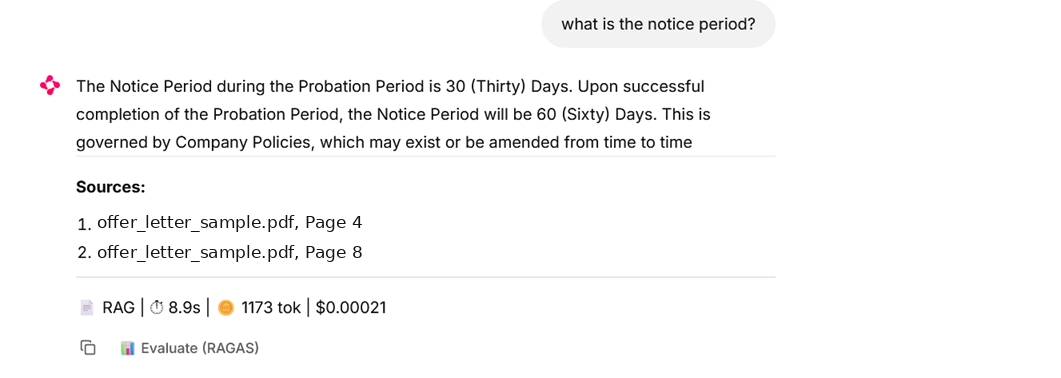 what is the notice period?
The Notice Period during the Probation Period is 30 (Thirty) Days. Upon successful
completion of the Probation Period, the Notice Period will be 60 (Sixty) Days. This is
governed by Company Policies, which may exist or be amended from time to time
Sources:
1. offer_letter_sample.pdf, Page 4
2. offer_letter_sample.pdf, Page 8
📄 RAG | ⏱ 8.9s | 🪙 1173 tok | $0.00021
📊 Evaluate (RAGAS)